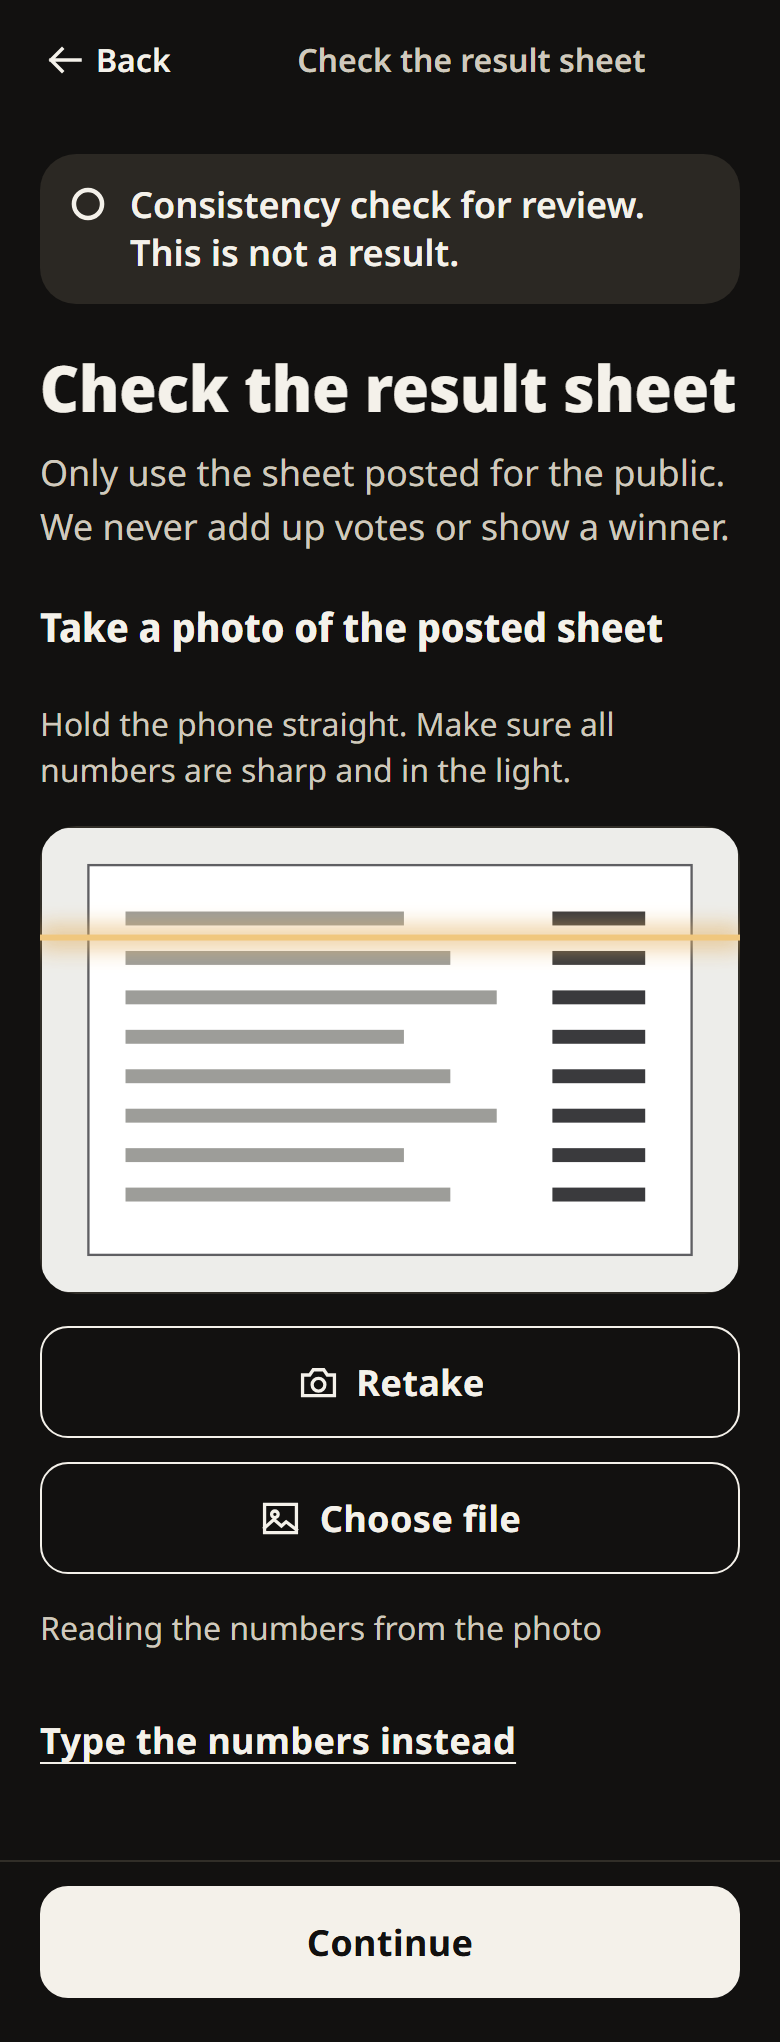 Back
Check the result sheet
Consistency check for review.
This is not a result.
Check the result sheet
Only use the sheet posted for the public.
We never add up votes or show a winner.
Take a photo of the posted sheet
Hold the phone straight. Make sure all
numbers are sharp and in the light.
Retake
Choose file
Reading the numbers from the photo
Type the numbers instead
Continue